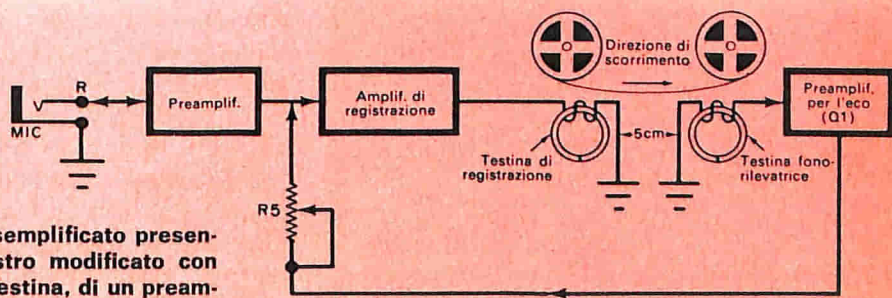 Direzione di
scorrimento
R
V
MIC
Preamplif.
Amplif. di
registrazione
Preamplif.
per l'eco
(Q1)
5cm
Testina di
registrazione
Testina fono-
rilevatrice
R5
semplificato presen-
stro modificato con
testina, di un pream-